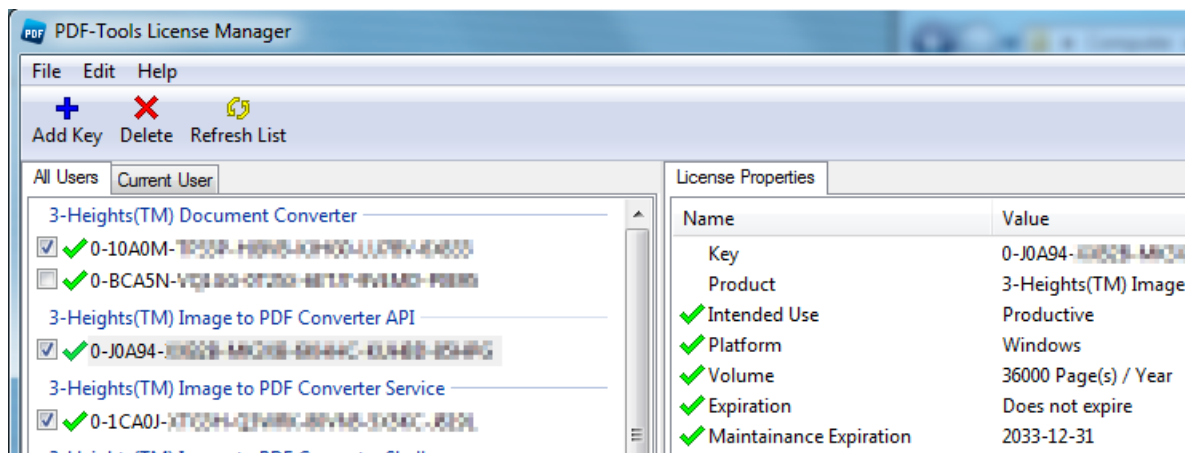 PDF PDF-Tools License Manager
File Edit Help
Add Key Delete Refresh List
All Users Current User
3-Heights(TM) Document Converter
0-10A0M-
0-BCA5N-
3-Heights(TM) Image to PDF Converter API
0-J0A94-
3-Heights(TM) Image to PDF Converter Service
0-1CA0J-
License Properties
Name Value
Key 0-J0A94-
Product 3-Heights(TM) Image
Intended Use Productive
Platform Windows
Volume 36000 Page(s) / Year
Expiration Does not expire
Maintainance Expiration 2033-12-31